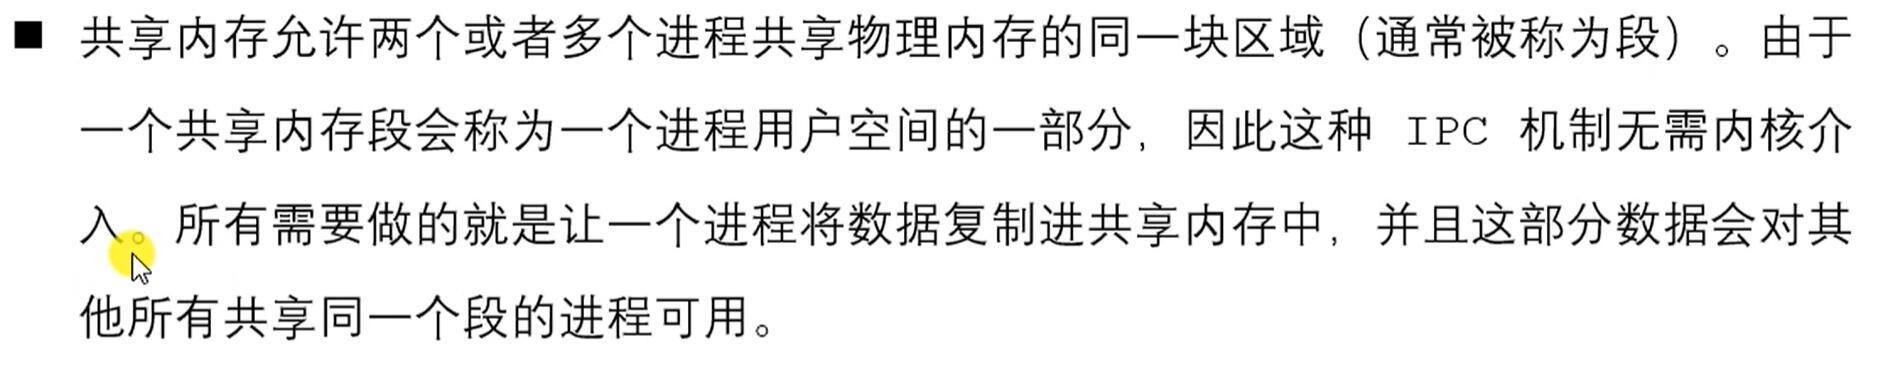 ■ 共享内存允许两个或者多个进程共享物理内存的同一块区域（通常被称为段）。由于
一个共享内存段会称为一个进程用户空间的一部分，因此这种 IPC 机制无需内核介
入。所有需要做的就是让一个进程将数据复制进共享内存中，并且这部分数据会对其
他所有共享同一个段的进程可用。